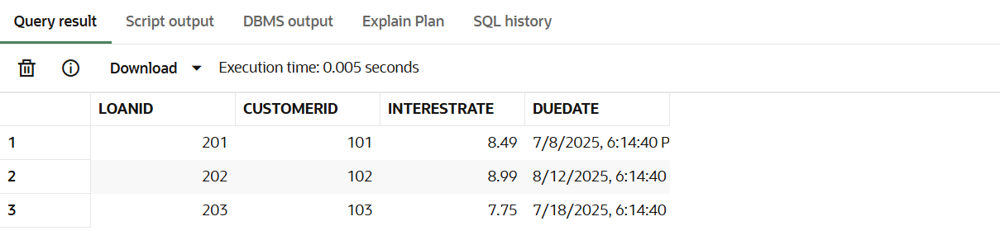 Query result Script output DBMS output Explain Plan SQL history
Download Execution time: 0.005 seconds
LOANID CUSTOMERID INTERESTRATE DUEDATE
1 201 101 8.49 7/8/2025, 6:14:40 P
2 202 102 8.99 8/12/2025, 6:14:40
3 203 103 7.75 7/18/2025, 6:14:40